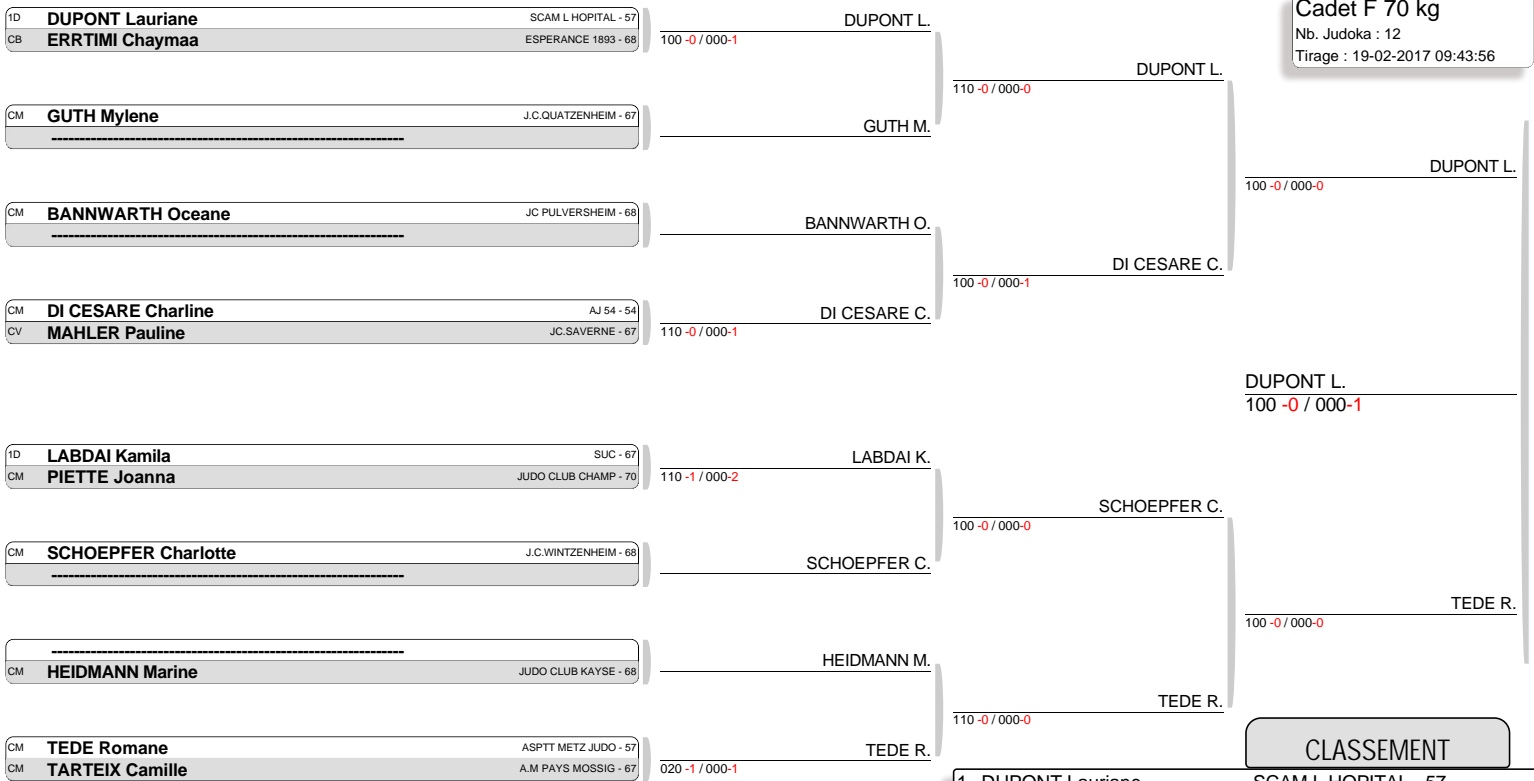 Cadet F 70 kg
Nb. Judoka : 12
Tirage : 19-02-2017 09:43:56
1D DUPONT Lauriane SCAM L HOPITAL - 57
CB ERRTIMI Chaymaa ESPERANCE 1893 - 68
CM GUTH Mylene J.C.QUATZENHEIM - 67
------------------------------------------------------------------
CM BANNWARTH Oceane JC PULVERSHEIM - 68
------------------------------------------------------------------
CM DI CESARE Charline AJ 54 - 54
CV MAHLER Pauline JC.SAVERNE - 67
1D LABDAI Kamila SUC - 67
CM PIETTE Joanna JUDO CLUB CHAMP - 70
CM SCHOEPFER Charlotte J.C.WINTZENHEIM - 68
------------------------------------------------------------------
------------------------------------------------------------------
CM HEIDMANN Marine JUDO CLUB KAYSE - 68
CM TEDE Romane ASPTT METZ JUDO - 57
CM TARTEIX Camille A.M PAYS MOSSIG - 67
DUPONT L.
100 -0 / 000-1
GUTH M.
BANNWARTH O.
DI CESARE C.
110 -0 / 000-1
LABDAI K.
110 -1 / 000-2
SCHOEPFER C.
HEIDMANN M.
TEDE R.
020 -1 / 000-1
DUPONT L.
110 -0 / 000-0
DI CESARE C.
100 -0 / 000-1
SCHOEPFER C.
100 -0 / 000-0
TEDE R.
110 -0 / 000-0
DUPONT L.
100 -0 / 000-0
DUPONT L.
100 -0 / 000-1
TEDE R.
100 -0 / 000-0
CLASSEMENT
1 DUPONT Lauriane SCAM L HOPITAL - 57